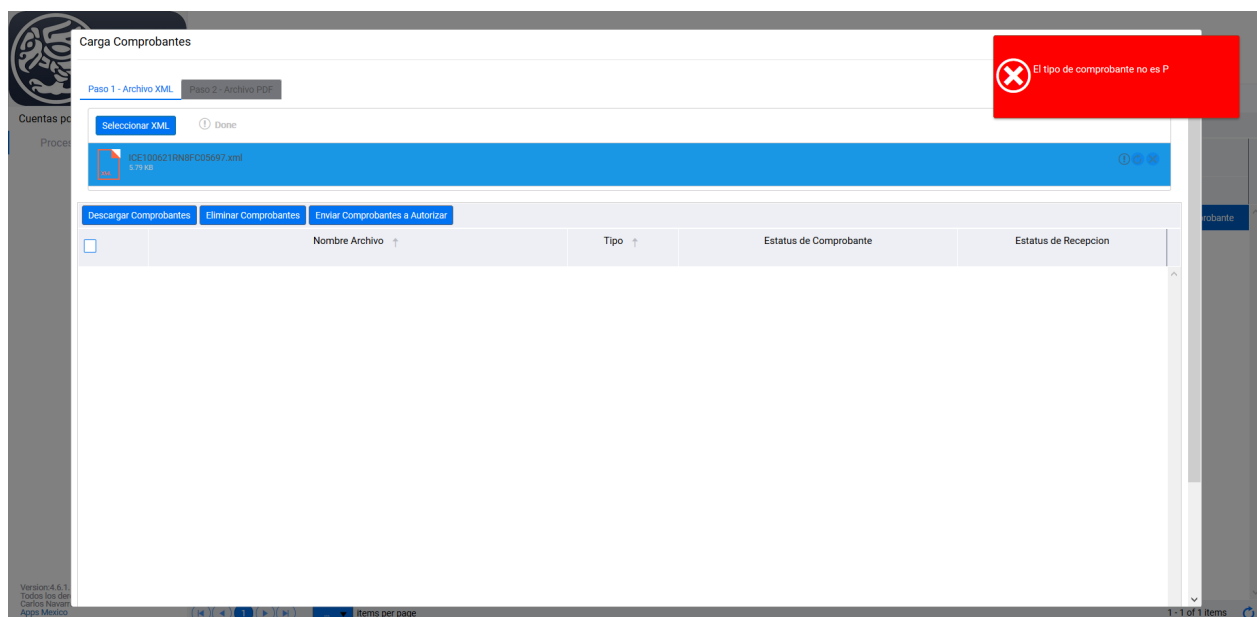 Carga Comprobantes
El tipo de comprobante no es P
Paso 1 - Archivo XML Paso 2 - Archivo PDF
Cuentas po
Seleccionar XML Done
Proce
ICE100621RN8FC05697.xml
5.79 KB
XML
Descargar Comprobantes Eliminar Comprobantes Enviar Comprobantes a Autorizar
robante
Nombre Archivo ↑ Tipo ↑ Estatus de Comprobante Estatus de Recepcion
Version:4.6.1.
Todos los der
Carlos Navarr
Apps Mexico
1 Items per page 1 - 1 of 1 items